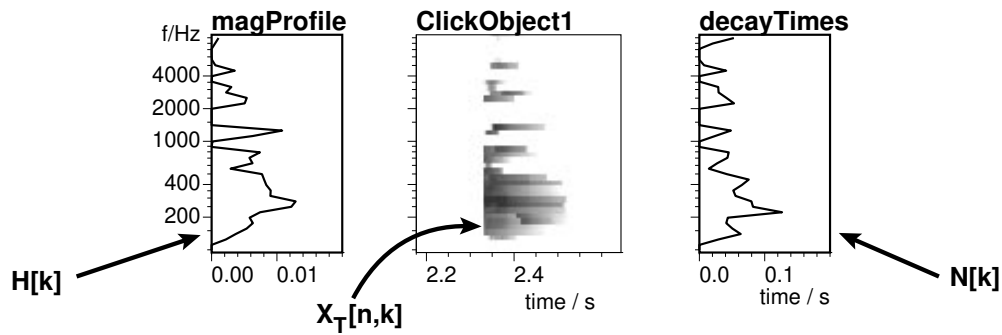 magProfile
ClickObject1
decayTimes
f/Hz
4000
2000
1000
400
200
0.00 0.01
2.2 2.4
time / s
0.0 0.1
time / s
H[k]
X_T[n,k]
N[k]